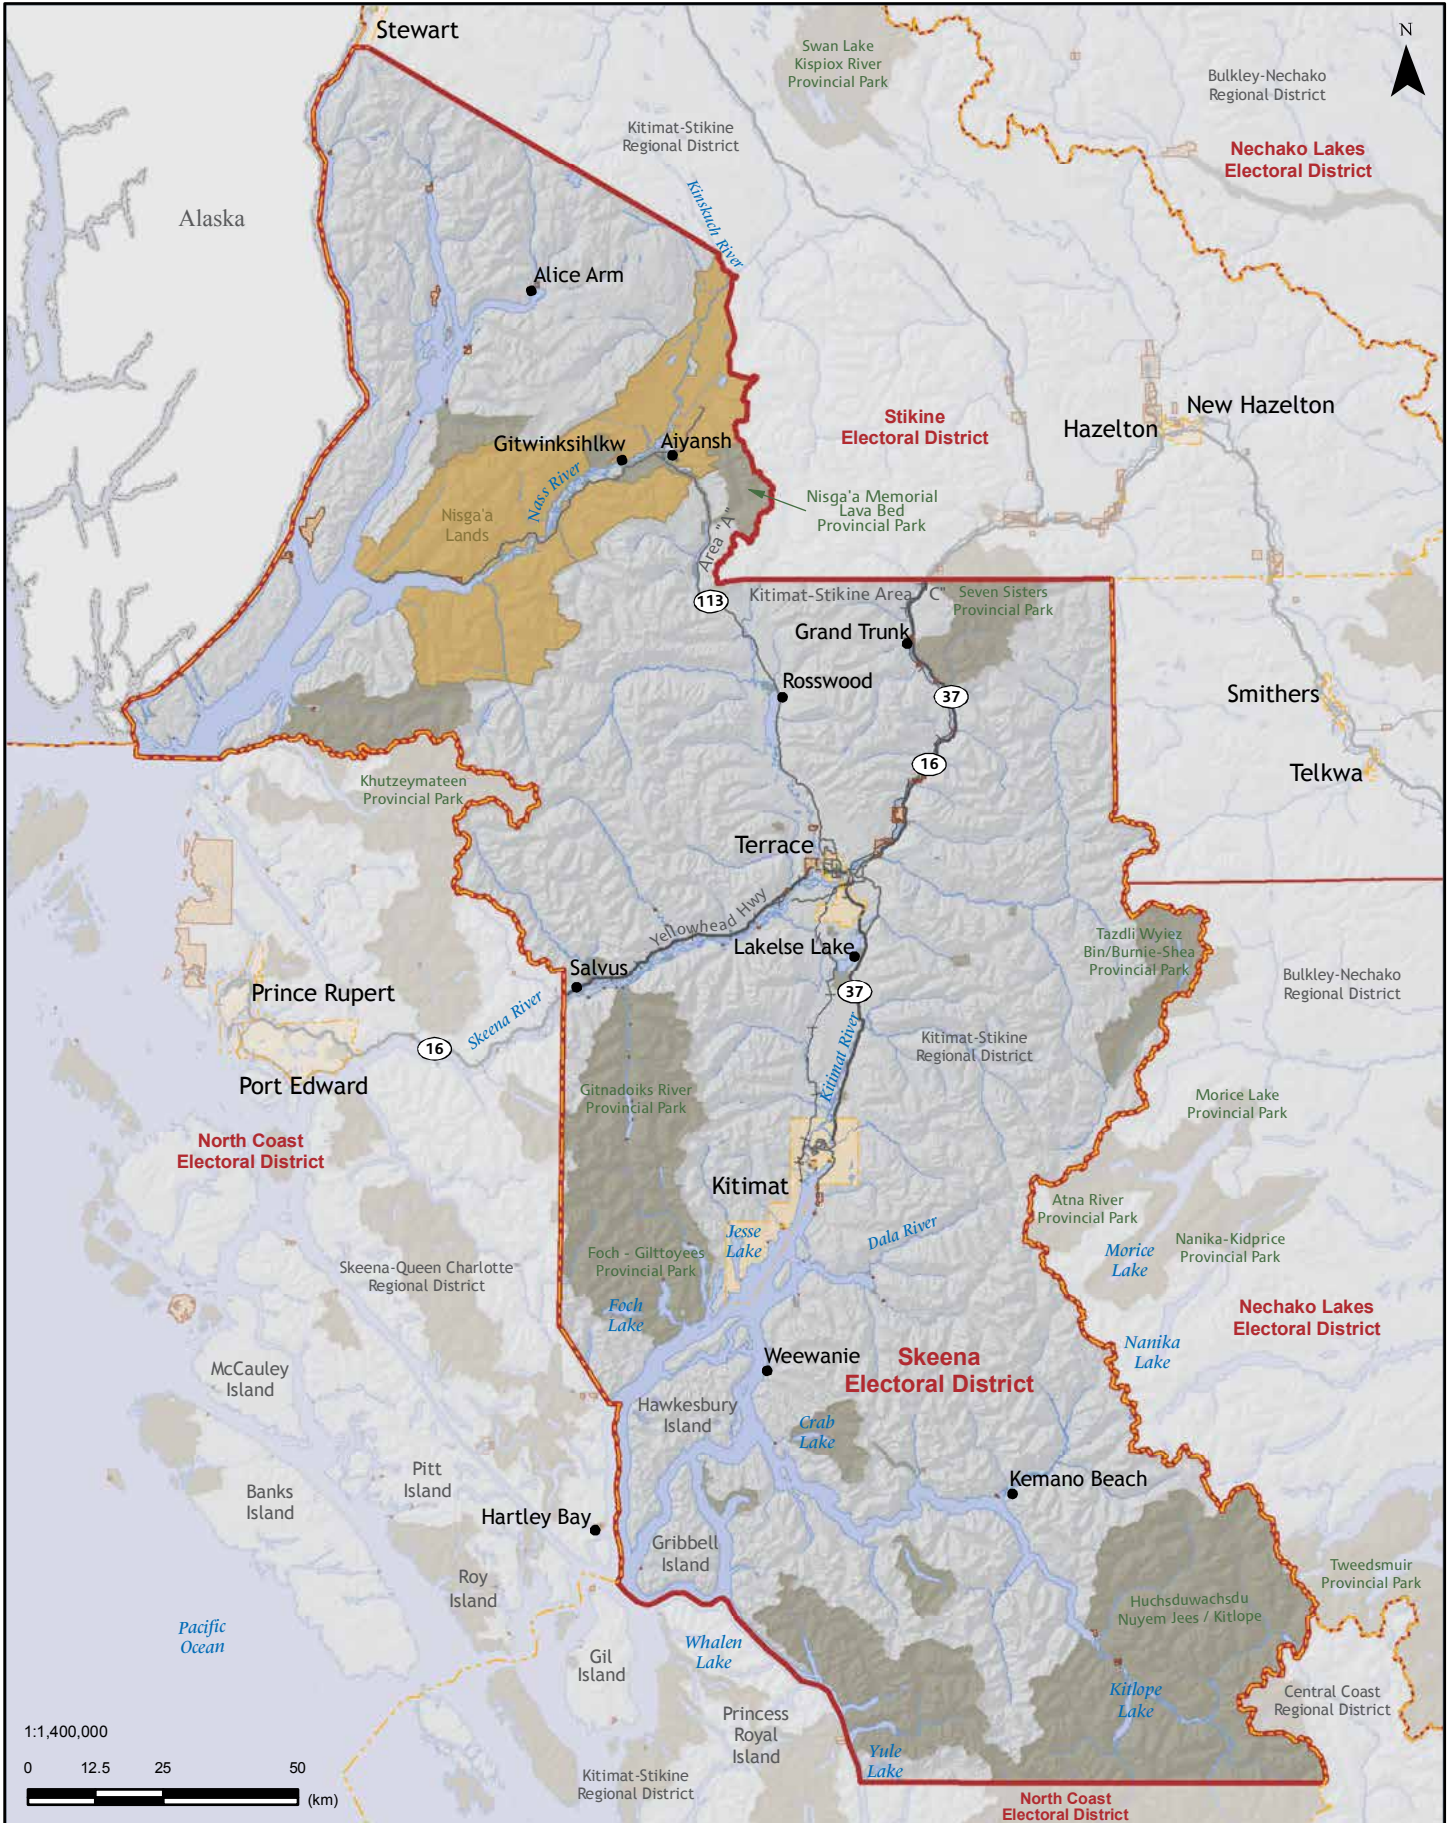 Stewart
N
Swan Lake
Kispiox River
Provincial Park
Bulkley-Nechako
Regional District
Kitimat-Stikine
Regional District
Nechako Lakes
Electoral District
Kinskuch River
Alaska
Alice Arm
New Hazelton
Hazelton
Stikine
Electoral District
Gitwinksihlkw
Aiyansh
Nass River
Nisga'a
Lands
Nisga'a Memorial
Lava Bed
Provincial Park
Area "A"
113
Kitimat-Stikine Area "C"
Seven Sisters
Provincial Park
Grand Trunk
Rosswood
37
Smithers
16
Telkwa
Khutzeymateen
Provincial Park
Terrace
Yellowhead Hwy
Lakelse Lake
Tazdli Wyiez
Bin/Burnie-Shea
Provincial Park
Salvus
Bulkley-Nechako
Regional District
Prince Rupert
37
Skeena River
16
Kitimat River
Kitimat-Stikine
Regional District
Port Edward
Gitnadoiks River
Provincial Park
Morice Lake
Provincial Park
North Coast
Electoral District
Kitimat
Atna River
Provincial Park
Jesse
Lake
Dala River
Nanika-Kidprice
Provincial Park
Morice
Lake
Skeena-Queen Charlotte
Regional District
Foch - Gilttoyees
Provincial Park
Foch
Lake
Nechako Lakes
Electoral District
Nanika
Lake
McCauley
Island
Weewanie
Skeena
Electoral District
Hawkesbury
Island
Crab
Lake
Pitt
Island
Banks
Island
Kemano Beach
Hartley Bay
Gribbell
Island
Roy
Island
Tweedsmuir
Provincial Park
Huchsduwachsdu
Nuyem Jees / Kitlope
Pacific
Ocean
Whalen
Lake
Gil
Island
Kitlope
Lake
Central Coast
Regional District
Princess
Royal
Island
1:1,400,000
Yule
Lake
0 12.5 25 50
(km)
Kitimat-Stikine
Regional District
North Coast
Electoral District